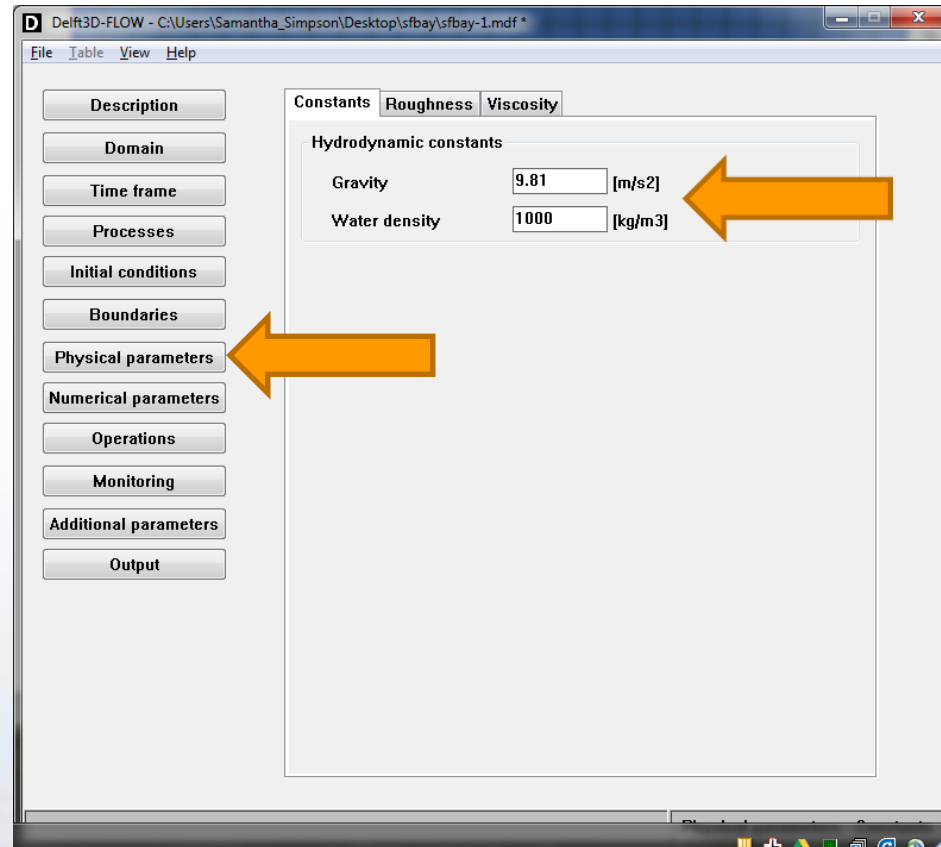 D Delft3D-FLOW - C:\Users\Samantha_Simpson\Desktop\sfbay\sfbay-1.mdf *
File Table View Help
Description
Domain
Time frame
Processes
Initial conditions
Boundaries
Physical parameters
Numerical parameters
Operations
Monitoring
Additional parameters
Output
Constants Roughness Viscosity
Hydrodynamic constants
Gravity 9.81 [m/s2]
Water density 1000 [kg/m3]